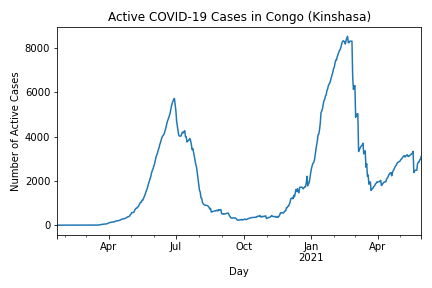 Active COVID-19 Cases in Congo (Kinshasa)
Number of Active Cases
8000
6000
4000
2000
0
Apr
Jul
Oct
Jan
2021
Apr
Day